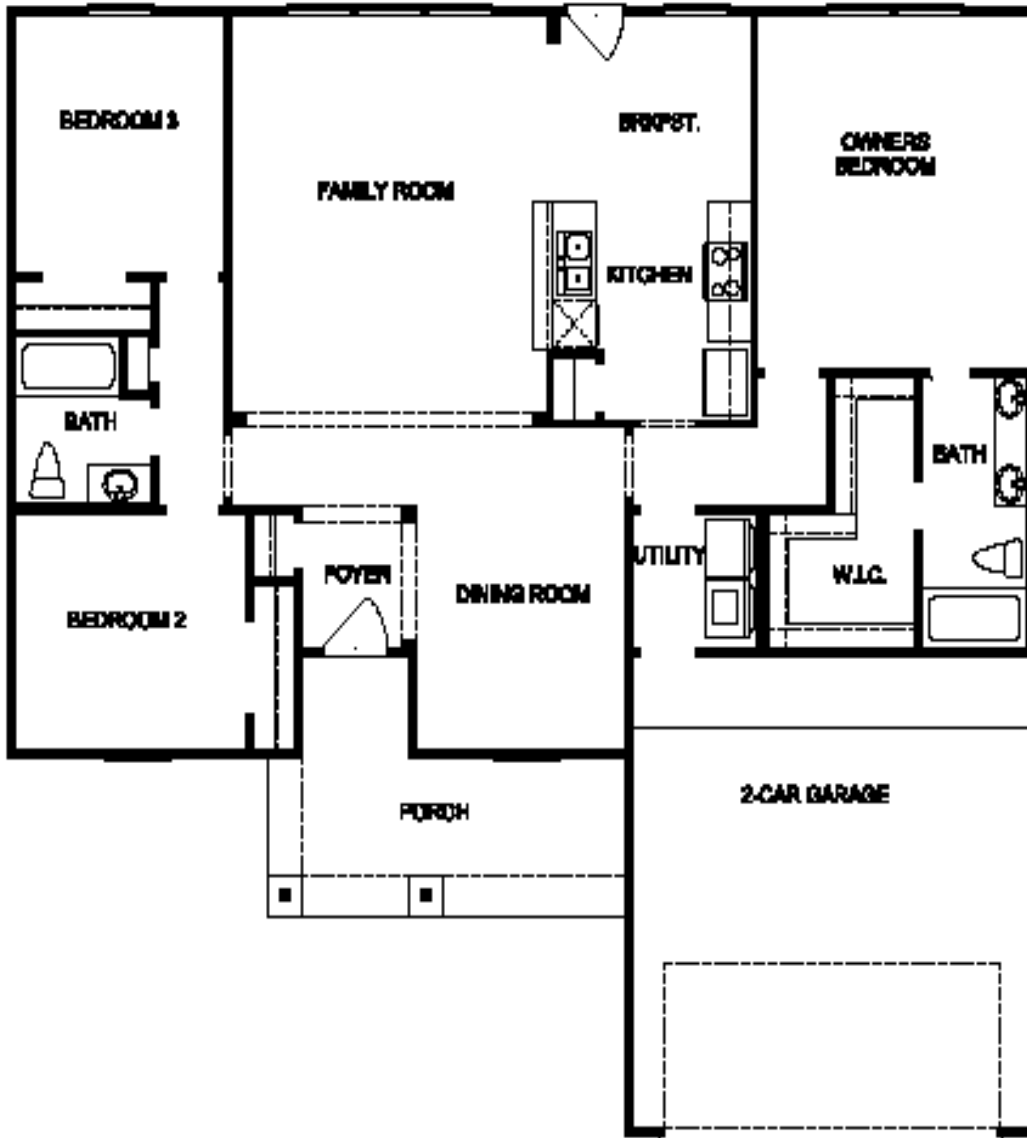 BEDROOM 3
BRKFST.
OWNERS
BEDROOM
FAMILY ROOM
KITCHEN
BATH
BATH
UTILITY
FOYER
W.I.C.
DINING ROOM
BEDROOM 2
2-CAR GARAGE
PORCH